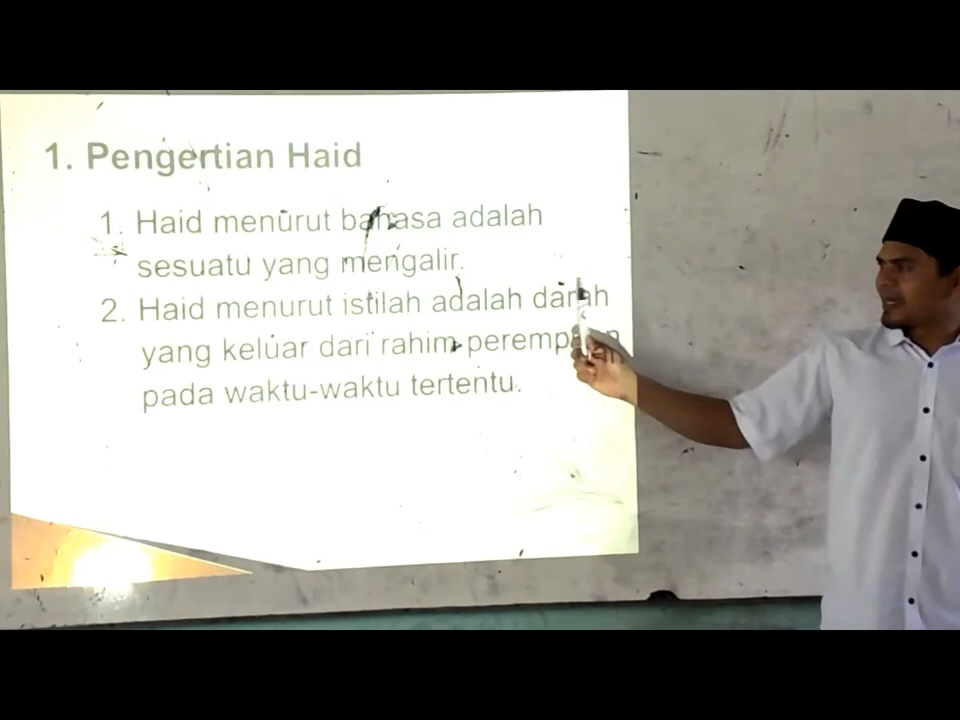 1. Pengertian Haid
1. Haid menurut bahasa adalah
sesuatu yang mengalir.
2. Haid menurut istilah adalah darah
yang keluar dari rahim perempuan
pada waktu-waktu tertentu.